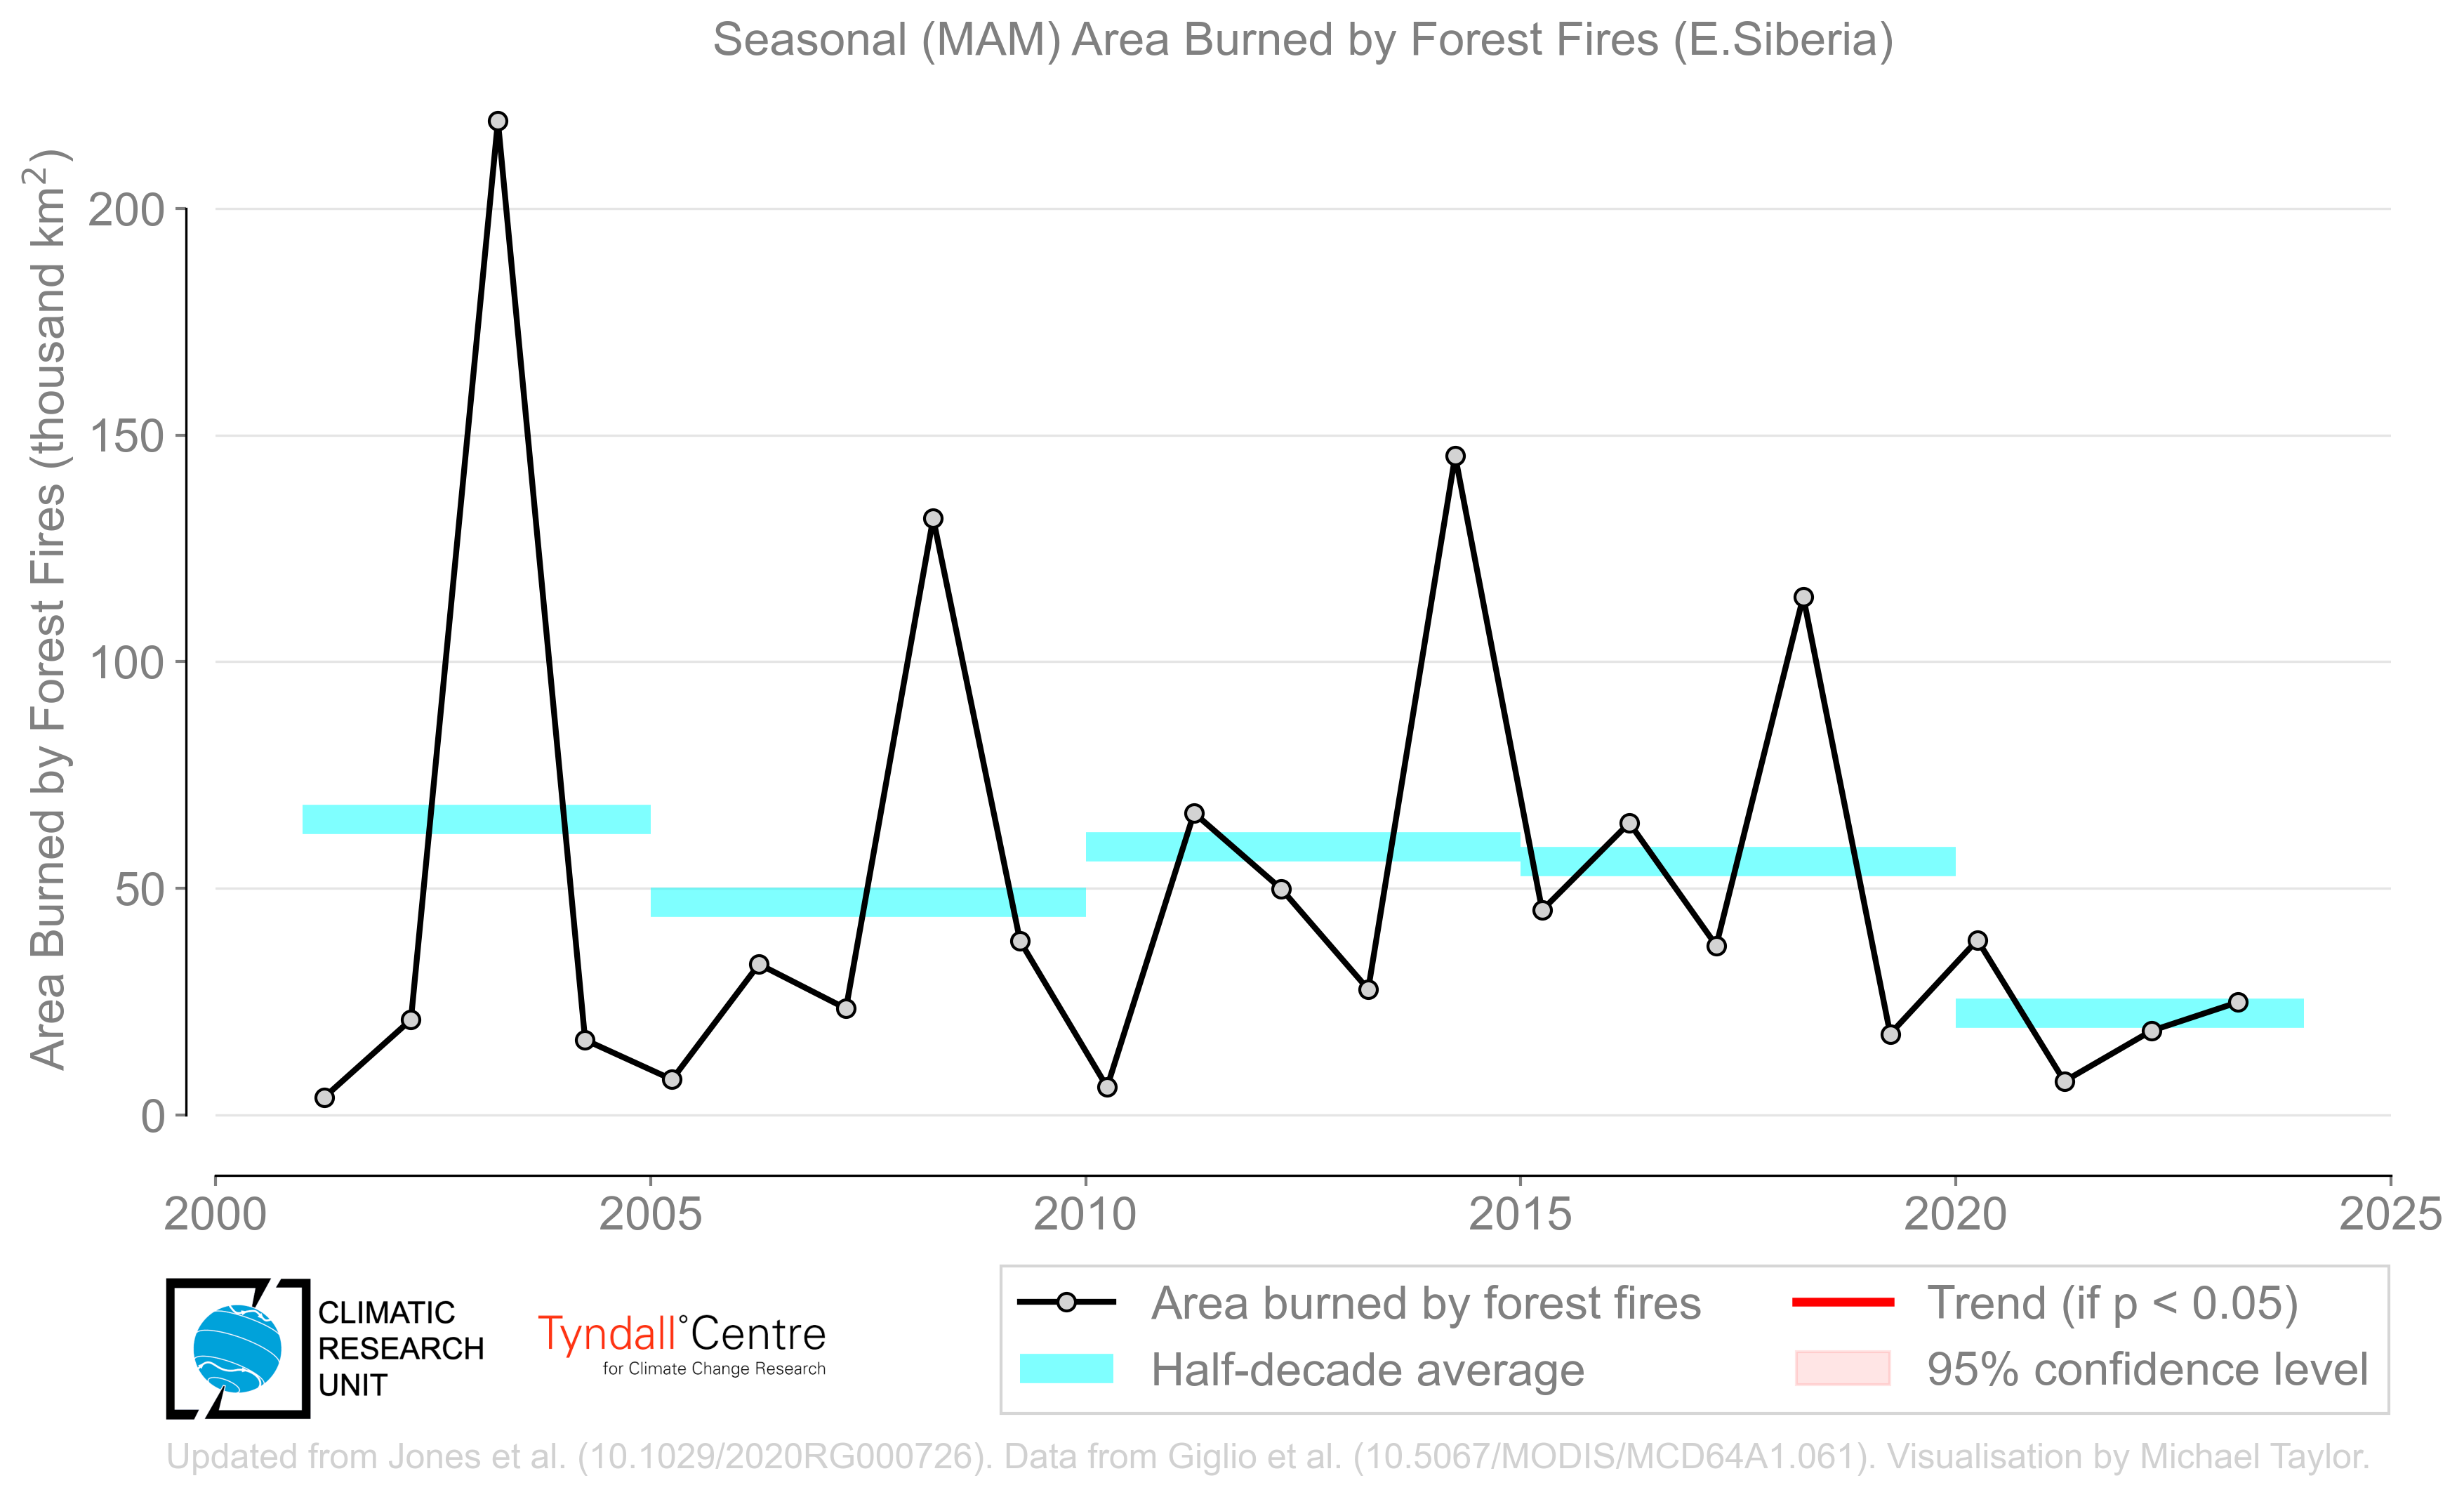 Seasonal (MAM) Area Burned by Forest Fires (E.Siberia)
Area Burned by Forest Fires (thousand km²)
200
150
100
50
0
2000
2005
2010
2015
2020
2025
CLIMATIC
RESEARCH
UNIT
Tyndall°Centre
for Climate Change Research
Area burned by forest fires
Half-decade average
Trend (if p < 0.05)
95% confidence level
Updated from Jones et al. (10.1029/2020RG000726). Data from Giglio et al. (10.5067/MODIS/MCD64A1.061). Visualisation by Michael Taylor.